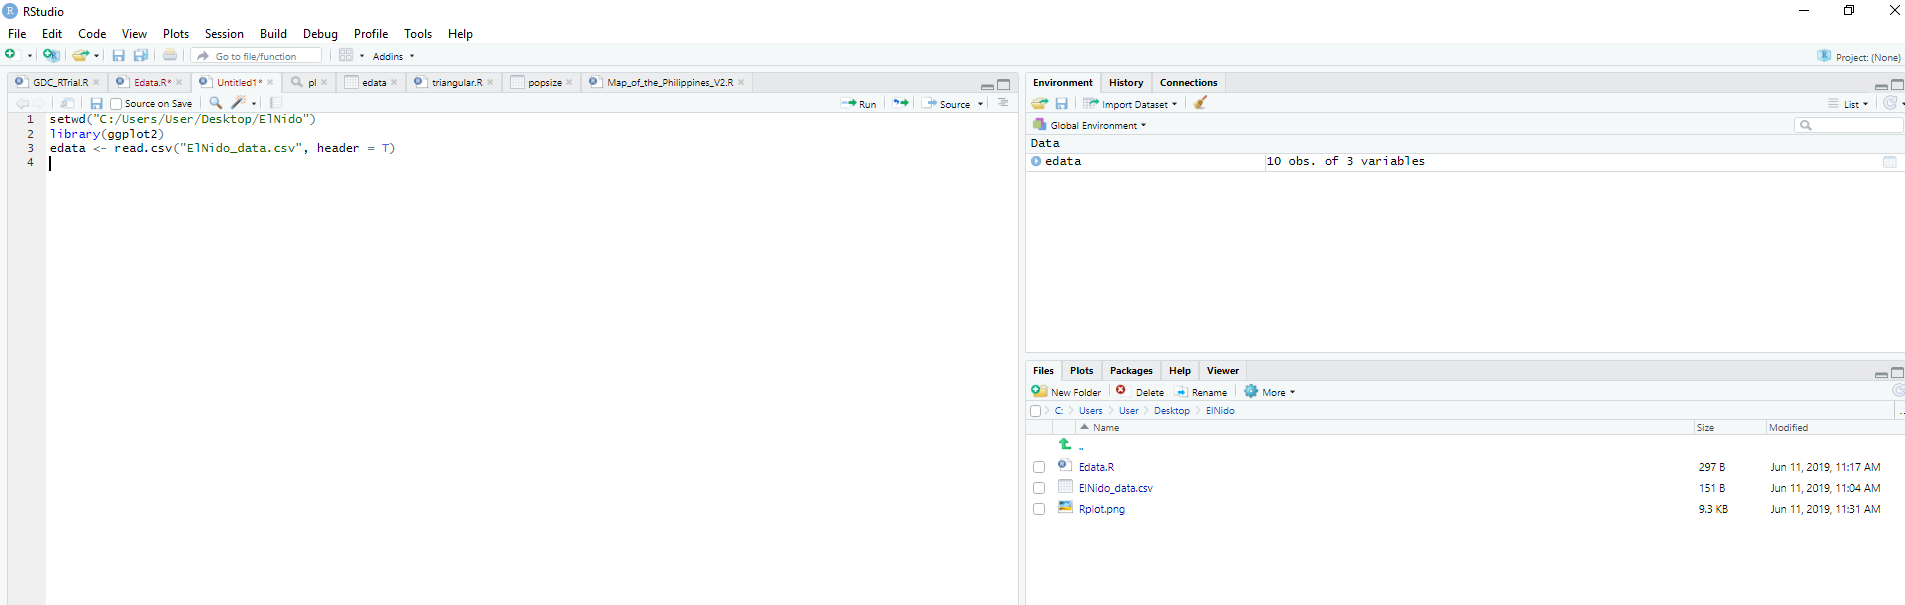 RStudio
File Edit Code View Plots Session Build Debug Profile Tools Help
Go to file/function Addins Project: (None)
GDC_RTrial.R Edata.R* Untitled1* pl edata triangular.R popsize Map_of_the_Philippines_V2.R
Source on Save Run Source
1 setwd("C:/Users/User/Desktop/ElNido")
2 library(ggplot2)
3 edata <- read.csv("ElNido_data.csv", header = T)
4
Environment History Connections
Import Dataset List
Global Environment
Data
edata 10 obs. of 3 variables
Files Plots Packages Help Viewer
New Folder Delete Rename More
C: Users User Desktop ElNido
Name Size Modified
..
Edata.R 297 B Jun 11, 2019, 11:17 AM
ElNido_data.csv 151 B Jun 11, 2019, 11:04 AM
Rplot.png 9.3 KB Jun 11, 2019, 11:31 AM